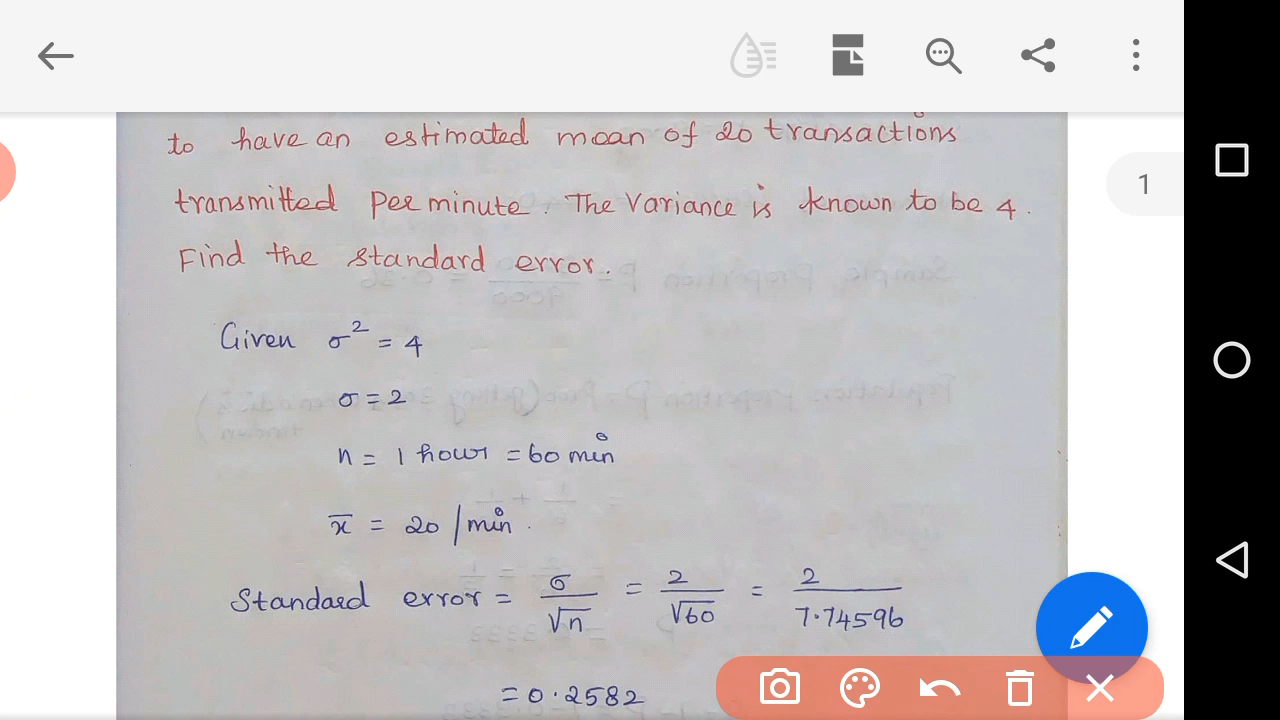 1
to have an estimated mean of 20 transactions
transmitted per minute. The variance is known to be 4.
Find the standard error.
Given σ² = 4
σ = 2
n = 1 hour = 60 min
x̄ = 20 / min.
Standard error = σ/√n = 2/√60 = 2/7.74596
= 0.2582